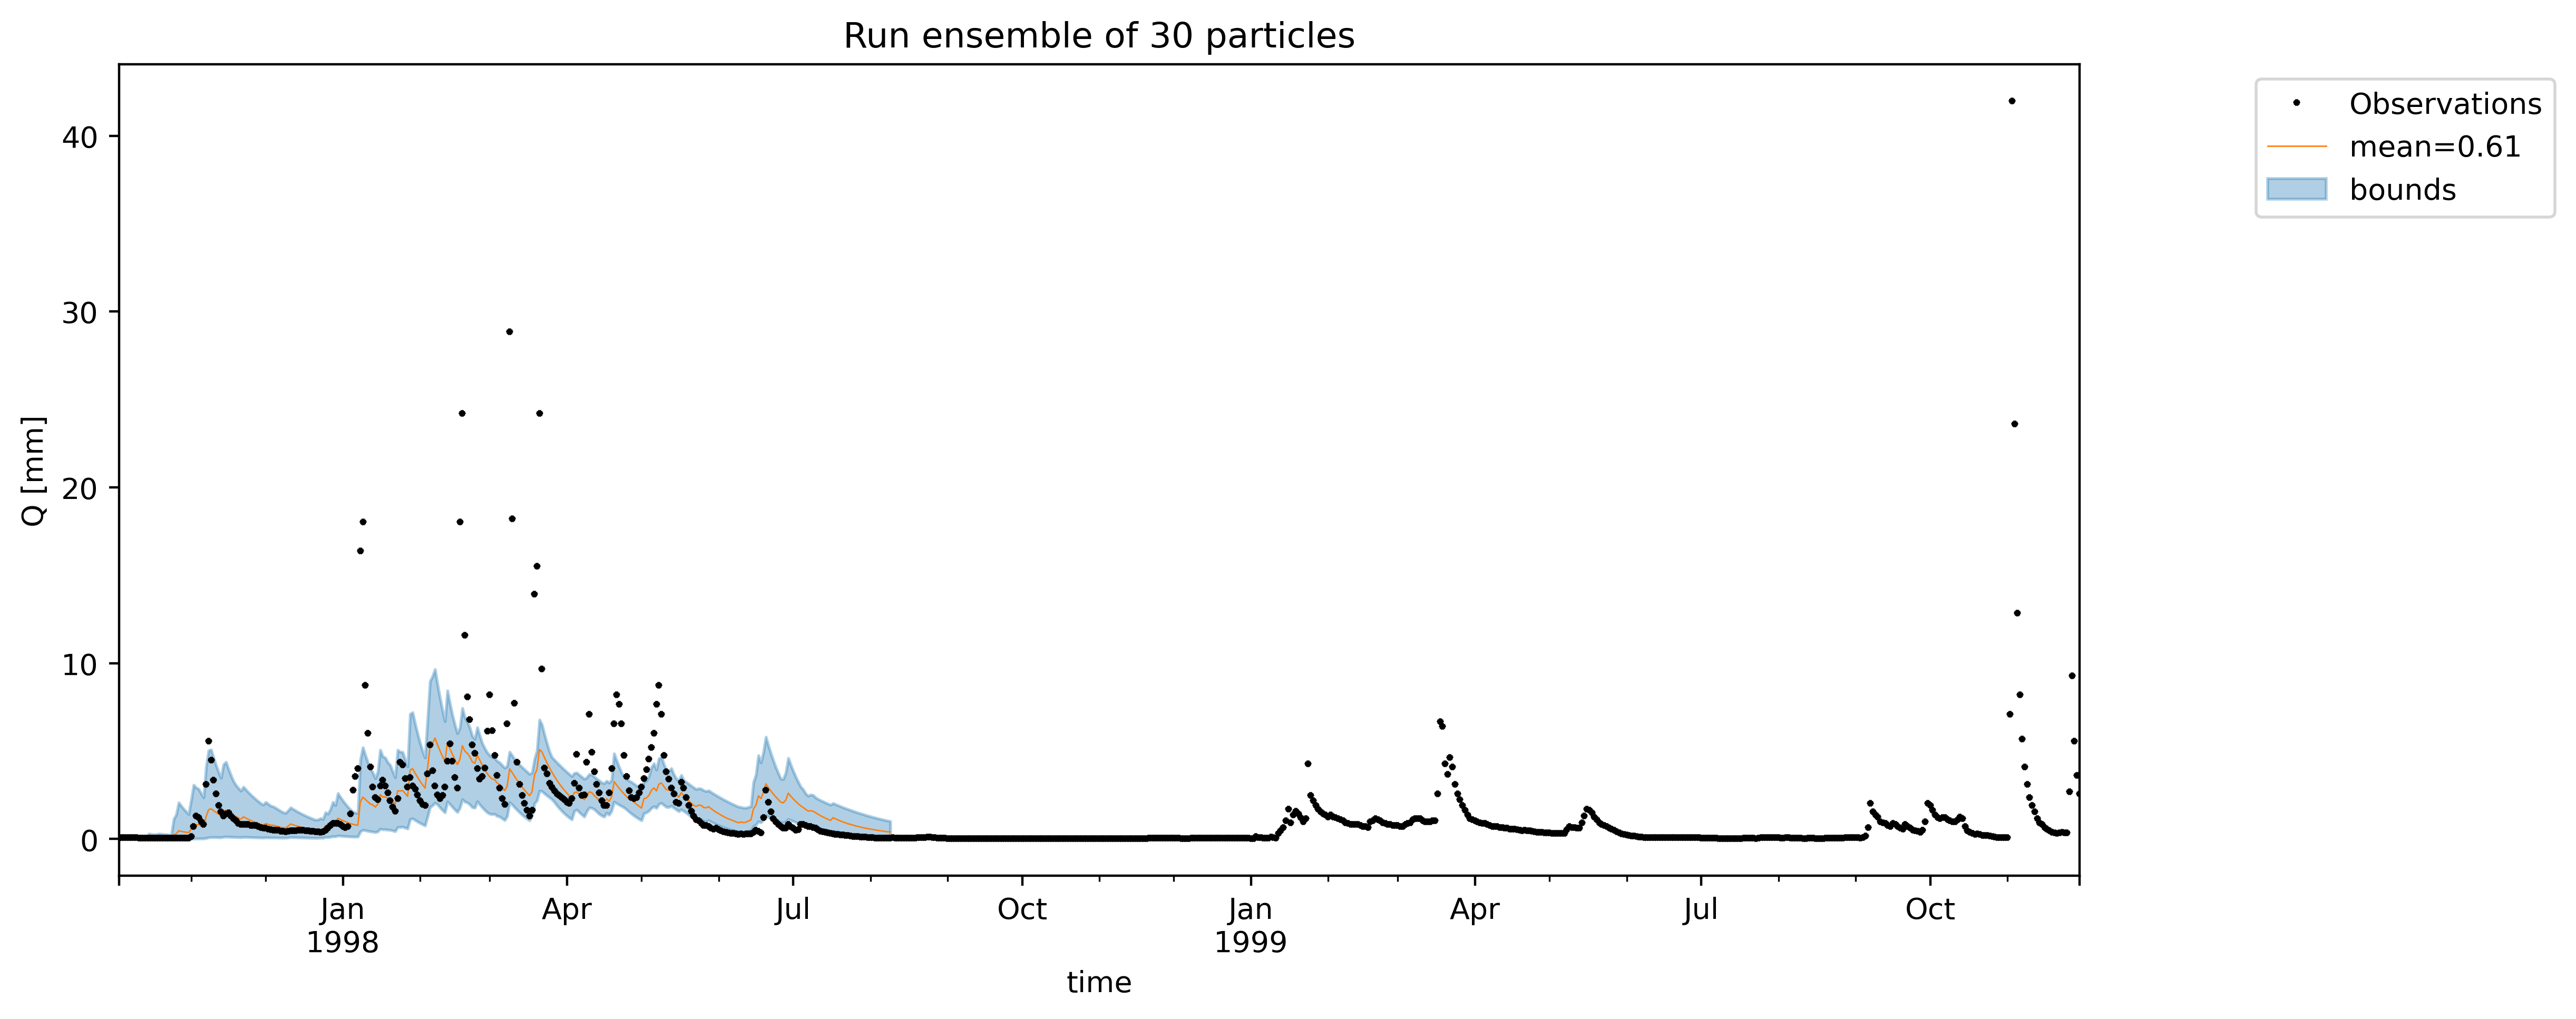 Run ensemble of 30 particles
Observations
mean=0.61
bounds
40
30
20
10
0
Q [mm]
Jan Apr Jul Oct Jan Apr Jul Oct
1998 1999
time